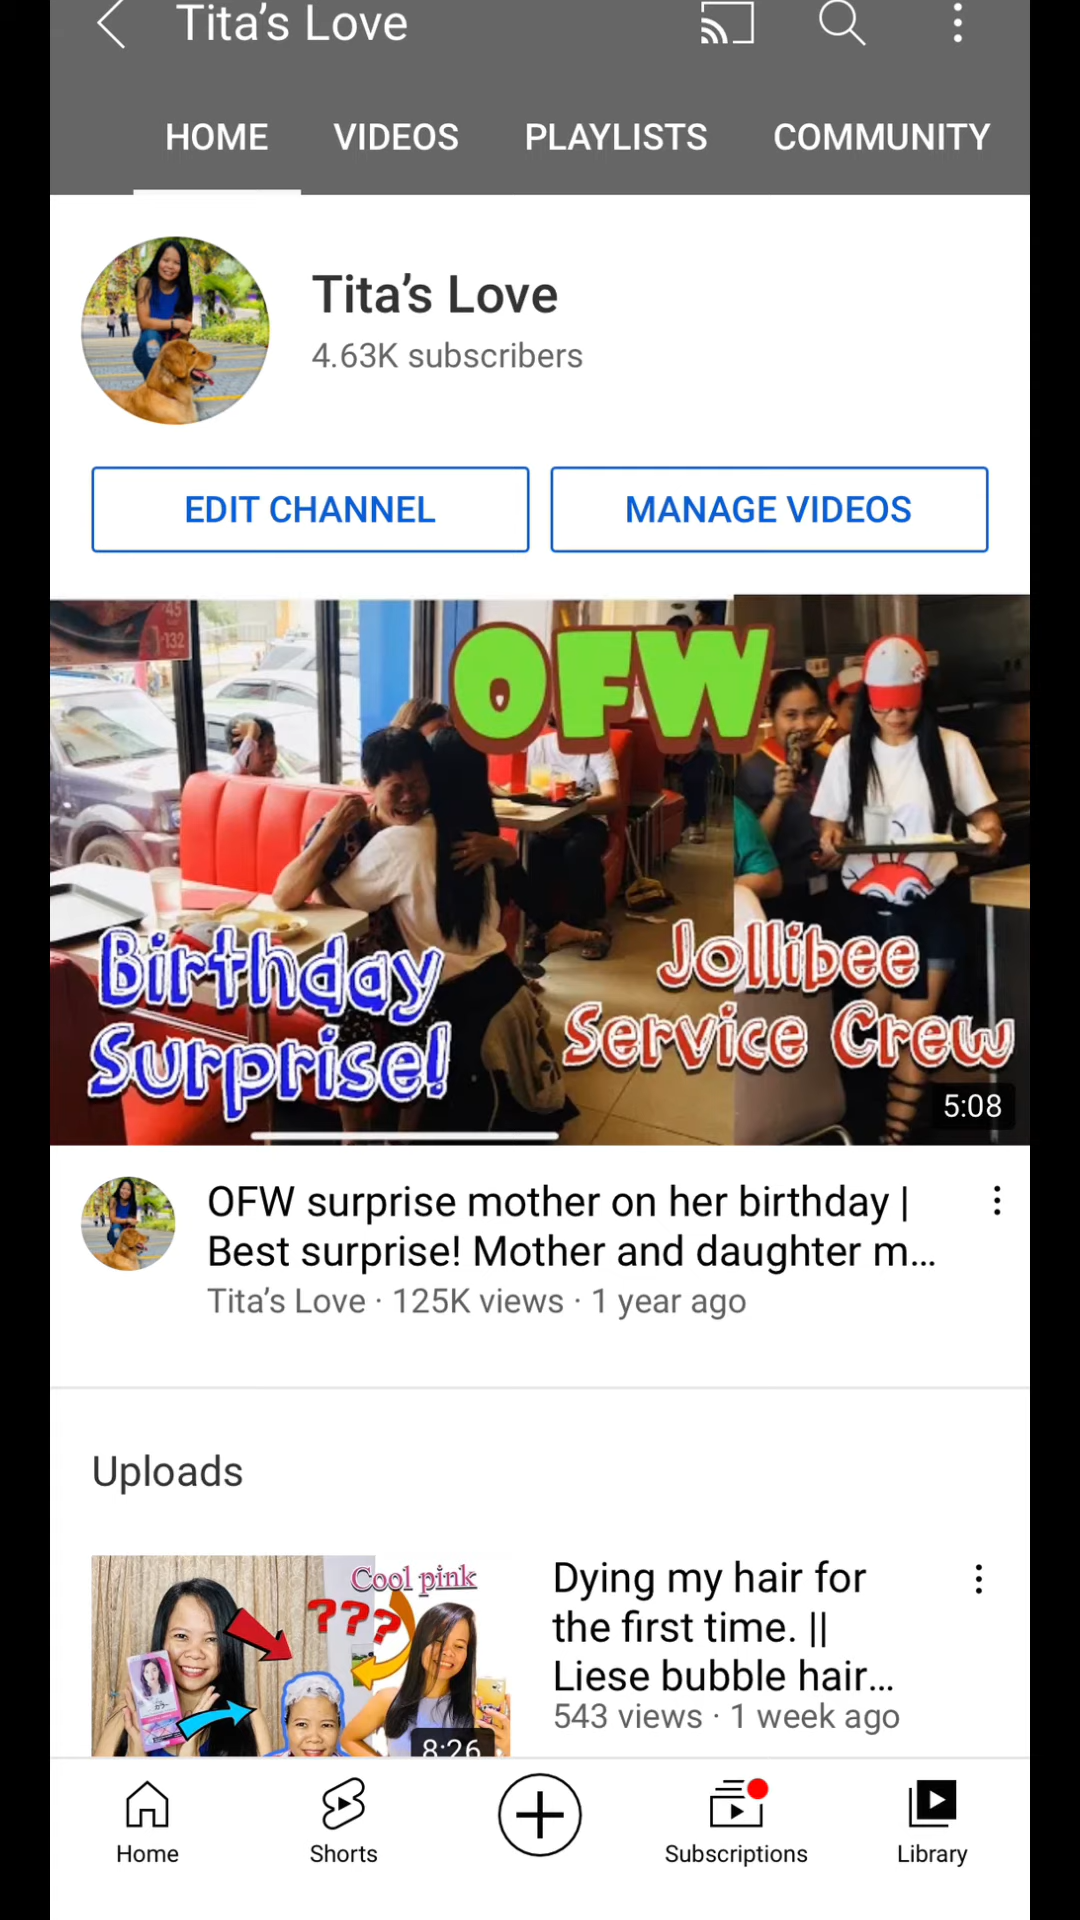 Tita's Love
HOME VIDEOS PLAYLISTS COMMUNITY
Tita's Love
4.63K subscribers
EDIT CHANNEL MANAGE VIDEOS
45
132
OFW
Birthday
Surprise!
Jollibee
Service Crew
5:08
OFW surprise mother on her birthday |
Best surprise! Mother and daughter m...
Tita's Love · 125K views · 1 year ago
Uploads
Cool pink
???
8:26
Dying my hair for
the first time. ||
Liese bubble hair...
543 views · 1 week ago
Home Shorts Subscriptions Library